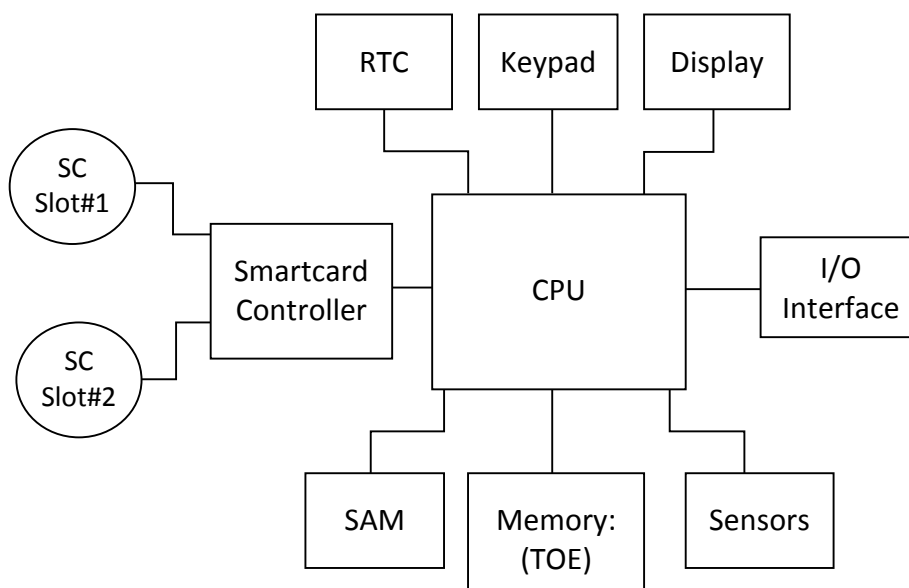 RTC
Keypad
Display
SC
Slot#1
Smartcard
Controller
CPU
I/O
Interface
SC
Slot#2
SAM
Memory:
(TOE)
Sensors